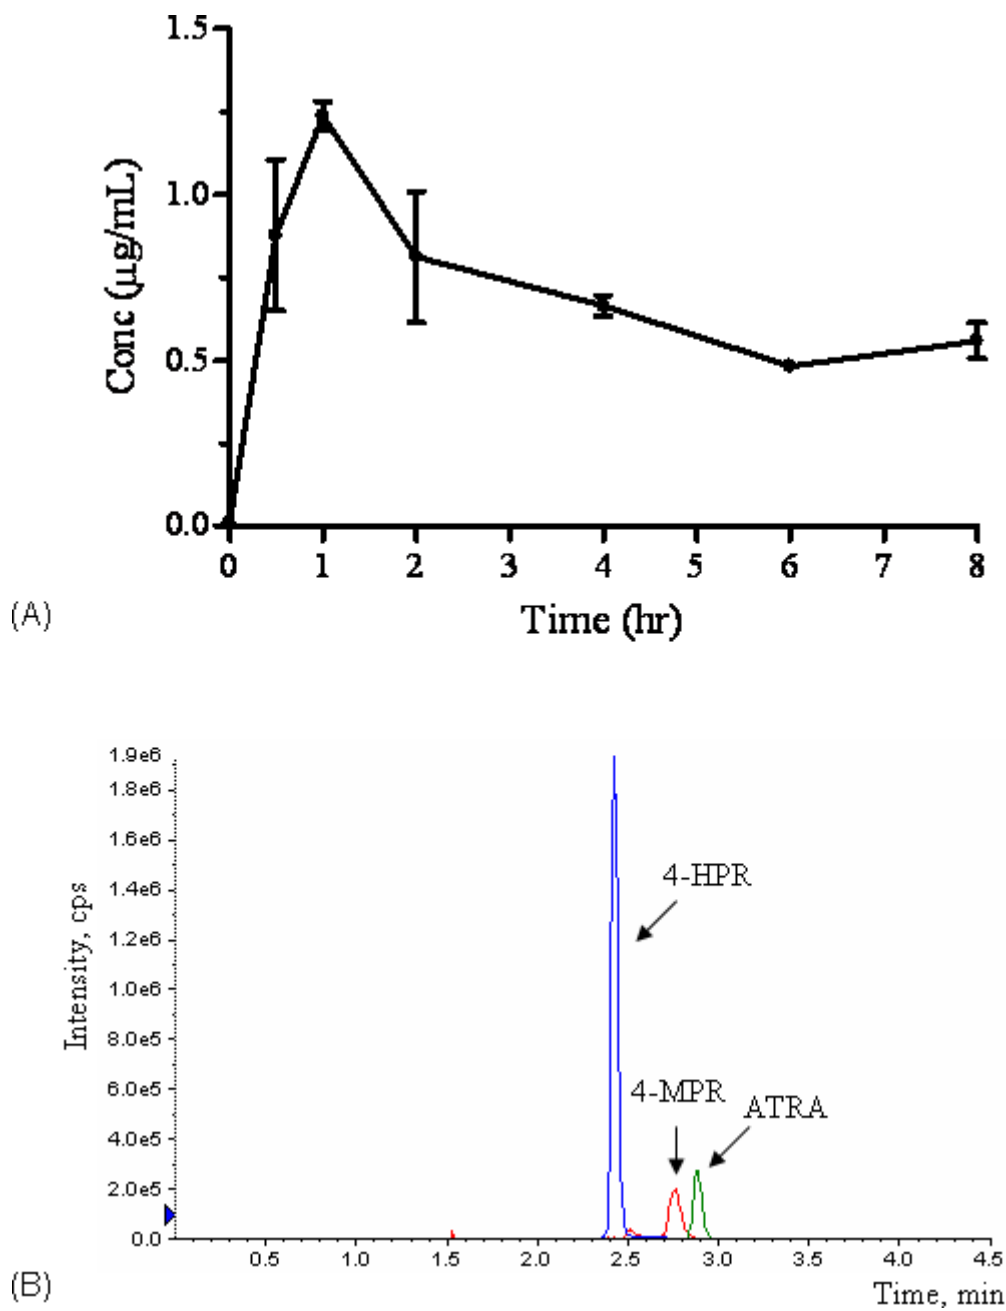 1.5
1.0
0.5
0.0
Conc (μg/mL)
0 1 2 3 4 5 6 7 8
Time (hr)
(A)
1.9e6
1.8e6
1.6e6
1.4e6
1.2e6
1.0e6
8.0e5
6.0e5
4.0e5
2.0e5
0.0
Intensity, cps
4-HPR
4-MPR
ATRA
0.5 1.0 1.5 2.0 2.5 3.0 3.5 4.0 4.5
Time, min
(B)